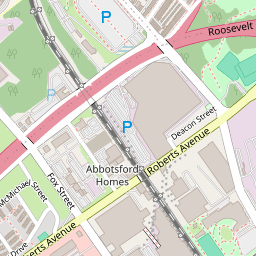 P
Roosevelt
P
Deacon Street
Roberts Avenue
Abbotsford
Homes
McMichael Street
Fox Street
Drive
Roberts Avenue